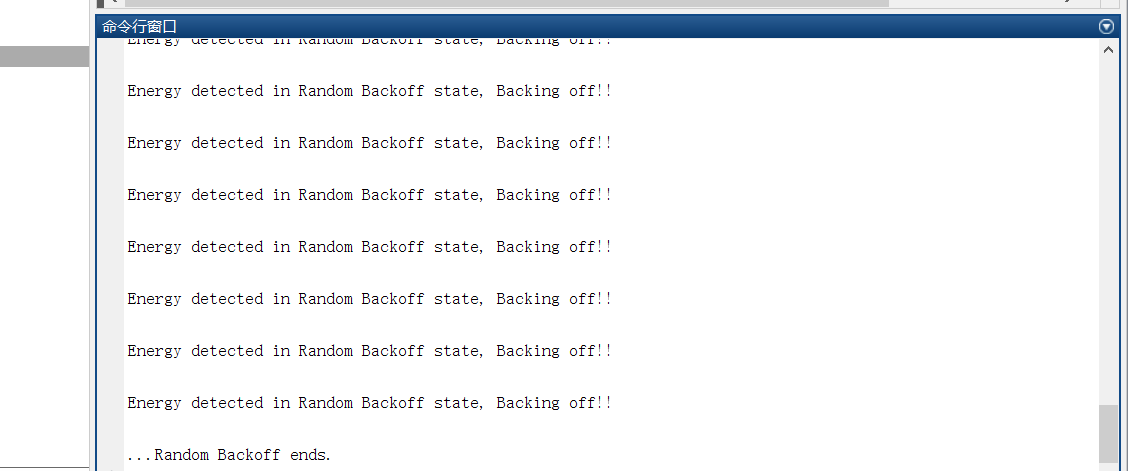 命令行窗口
Energy detected in Random Backoff state, Backing off!!
Energy detected in Random Backoff state, Backing off!!
Energy detected in Random Backoff state, Backing off!!
Energy detected in Random Backoff state, Backing off!!
Energy detected in Random Backoff state, Backing off!!
Energy detected in Random Backoff state, Backing off!!
Energy detected in Random Backoff state, Backing off!!
Energy detected in Random Backoff state, Backing off!!
...Random Backoff ends.